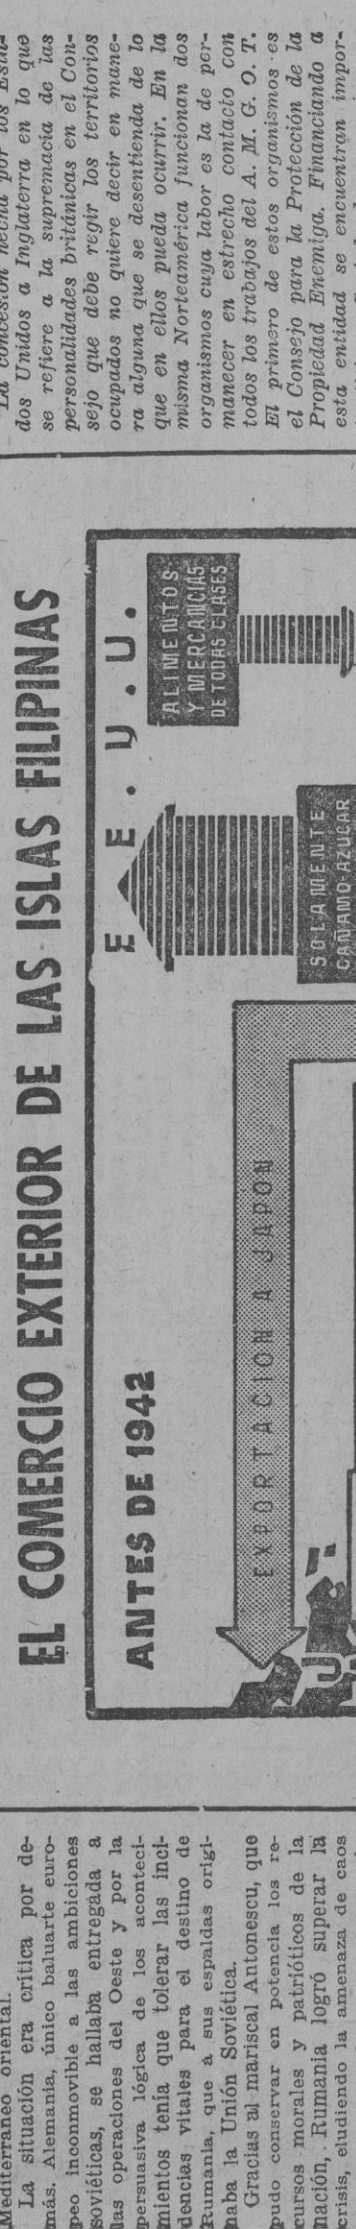 Mediterráneo oriental.
La situación era crítica por de-
más. Alemania, único baluarte euro-
peo inconmovible a las ambiciones
soviéticas, se hallaba entregada a
las operaciones del Oeste y por la
persuasiva lógica de los aconteci-
mientos tenía que tolerar las inci-
dencias vitales para el destino de
Rumania, que a sus espaldas origi-
naba la Unión Soviética.
Gracias al mariscal Antonescu, que
pudo conservar en potencia los re-
cursos morales y patrióticos de la
nación, Rumania logró superar la
crisis, eludiendo la amenaza de caos
EL COMERCIO EXTERIOR DE LAS ISLAS FILIPINAS
ANTES DE 1942
E.E.U.U.
ALIMENTOS
Y MERCANCIAS
DE TODAS CLASES
SOLAMENTE
CAÑAMO-AZUCAR
EXPORTACION A JAPON
La concesión hecha por los Esta-
dos Unidos a Inglaterra en lo que
se refiere a la supremacía de las
personalidades británicas en el Con-
sejo que debe regir los territorios
ocupados no quiere decir en mane-
ra alguna que se desentienda de lo
que en ellos pueda ocurrir. En la
misma Norteamérica funcionan dos
organismos cuya labor es la de per-
manecer en estrecho contacto con
todos los trabajos del A. M. G. O. T.
El primero de estos organismos es
el Consejo para la Protección de la
Propiedad Enemiga. Financiando a
esta entidad se encuentran impor-